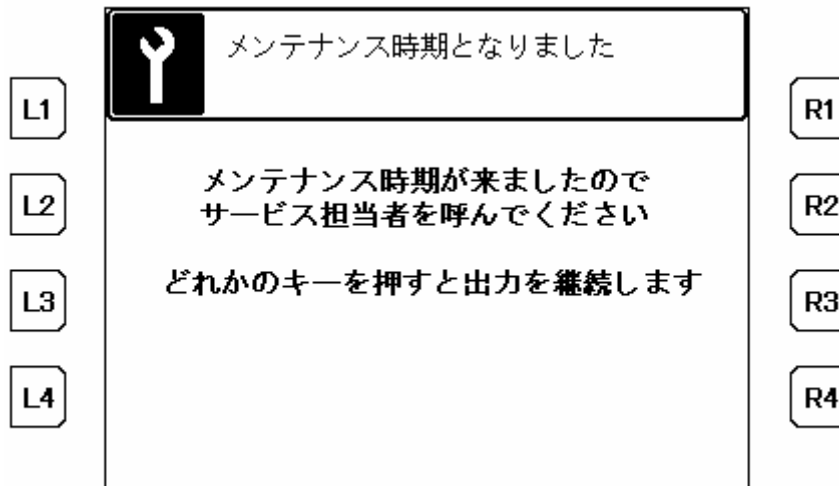 メンテナンス時期となりました
L1
R1
メンテナンス時期が来ましたので
L2
R2
サービス担当者を呼んでください
L3
どれかのキーを押すと出力を継続します
R3
L4
R4